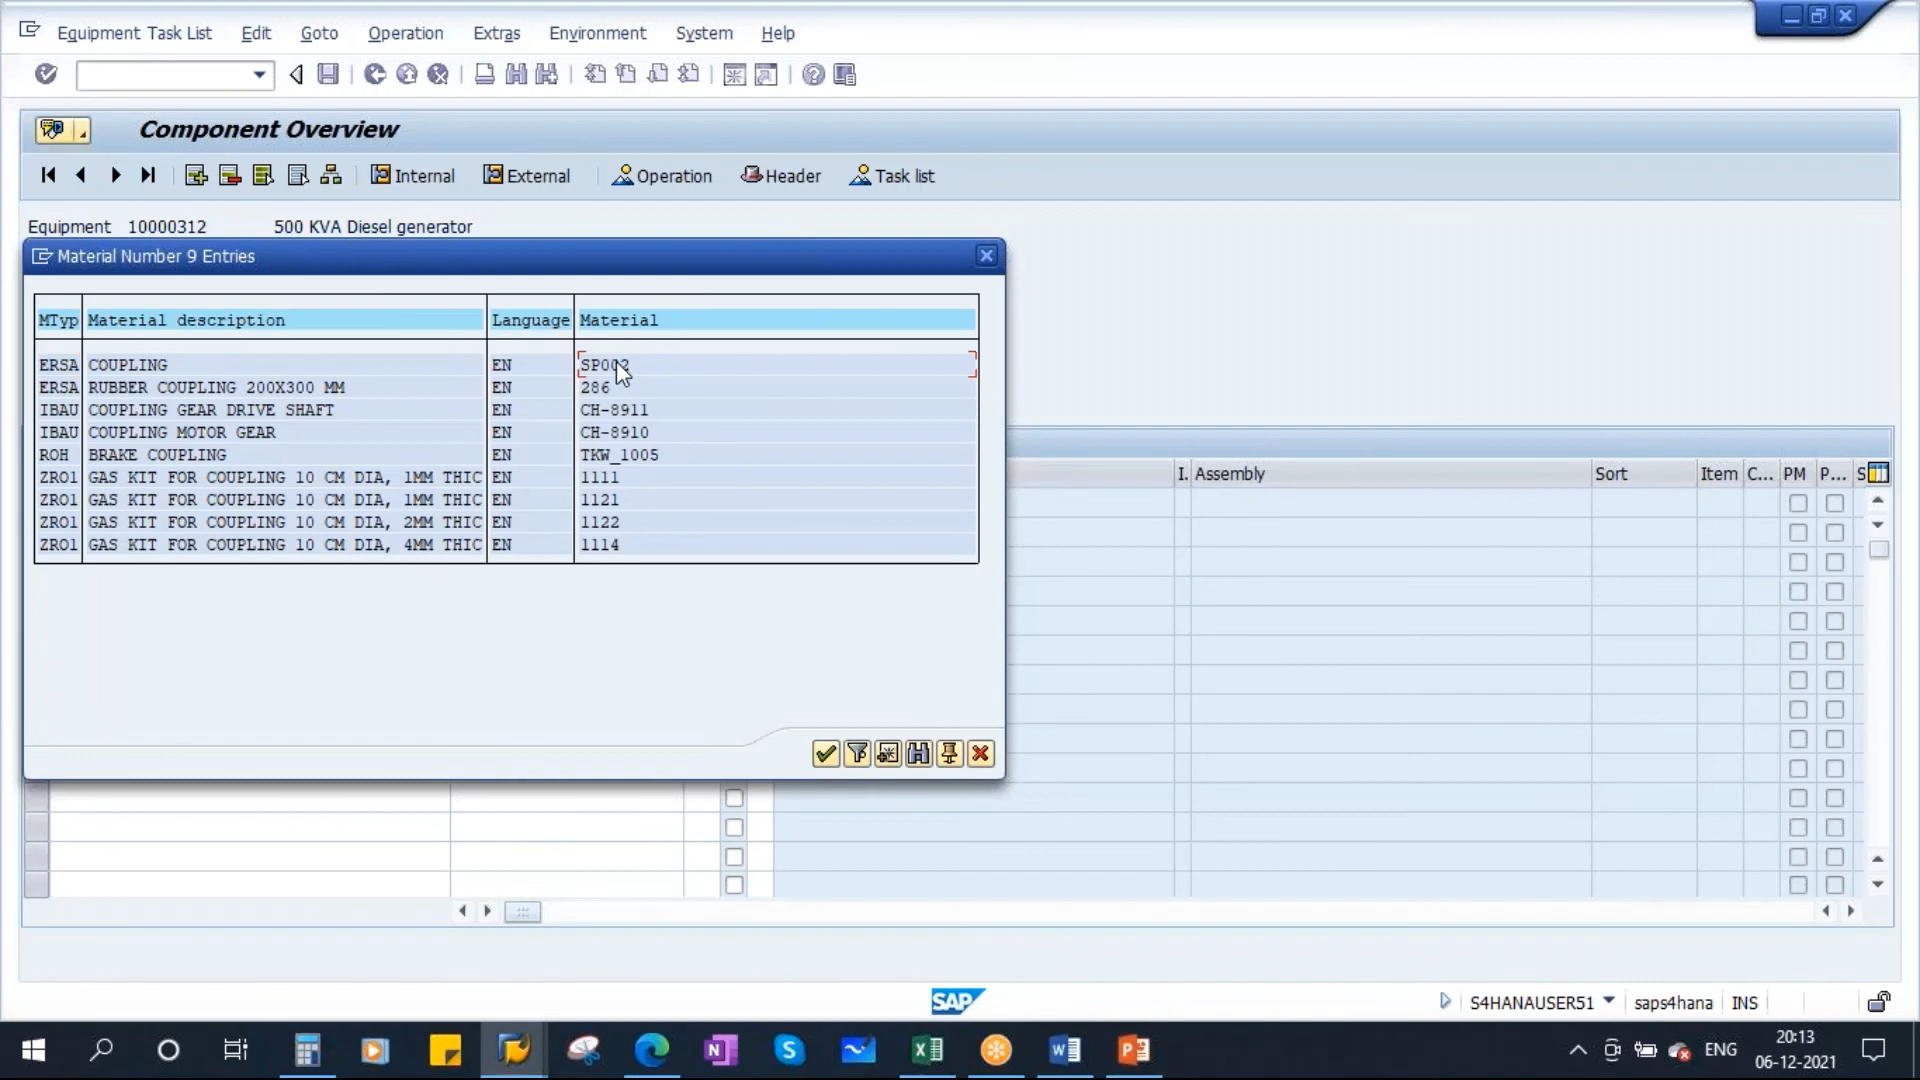 Equipment Task List Edit Goto Operation Extras Environment System Help
Component Overview
Internal External Operation Header Task list
Equipment 10000312 500 KVA Diesel generator
Material Number 9 Entries
MTyp Material description Language Material
ERSA COUPLING EN SP002
ERSA RUBBER COUPLING 200X300 MM EN 286
IBAU COUPLING GEAR DRIVE SHAFT EN CH-8911
IBAU COUPLING MOTOR GEAR EN CH-8910
ROH BRAKE COUPLING EN TKW_1005
ZRO1 GAS KIT FOR COUPLING 10 CM DIA, 1MM THIC EN 1111
ZRO1 GAS KIT FOR COUPLING 10 CM DIA, 1MM THIC EN 1121
ZRO1 GAS KIT FOR COUPLING 10 CM DIA, 2MM THIC EN 1122
ZRO1 GAS KIT FOR COUPLING 10 CM DIA, 4MM THIC EN 1114
I. Assembly Sort Item C... PM P... S
SAP
S4HANAUSER51 saps4hana INS
ENG
20:13
06-12-2021